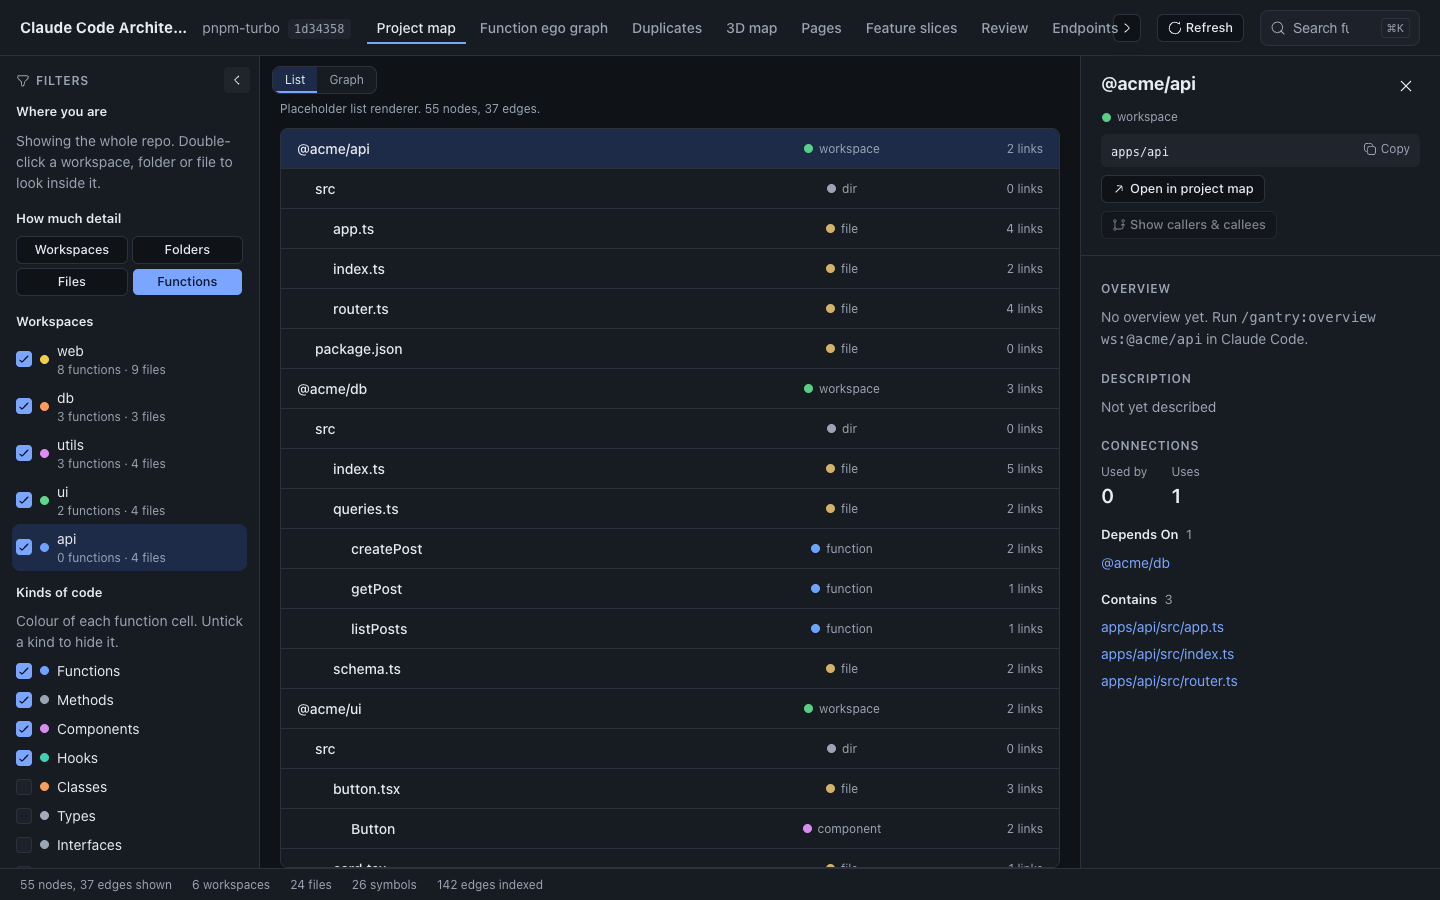 Claude Code Archite...
pnpm-turbo 1d34358
Project map
Function ego graph
Duplicates
3D map
Pages
Feature slices
Review
Endpoints
Refresh
Search fu
⌘K
FILTERS
Where you are
Showing the whole repo. Double-
click a workspace, folder or file to
look inside it.
How much detail
Workspaces
Folders
Files
Functions
Workspaces
web
8 functions · 9 files
db
3 functions · 3 files
utils
3 functions · 4 files
ui
2 functions · 4 files
api
0 functions · 4 files
Kinds of code
Colour of each function cell. Untick
a kind to hide it.
Functions
Methods
Components
Hooks
Classes
Types
Interfaces
List
Graph
Placeholder list renderer. 55 nodes, 37 edges.
@acme/api workspace 2 links
src dir 0 links
app.ts file 4 links
index.ts file 2 links
router.ts file 4 links
package.json file 0 links
@acme/db workspace 3 links
src dir 0 links
index.ts file 5 links
queries.ts file 2 links
createPost function 2 links
getPost function 1 links
listPosts function 1 links
schema.ts file 2 links
@acme/ui workspace 2 links
src dir 0 links
button.tsx file 3 links
Button component 2 links
card.tsx file 1 links
@acme/api
workspace
apps/api
Copy
Open in project map
Show callers & callees
OVERVIEW
No overview yet. Run /gantry:overview
ws:@acme/api in Claude Code.
DESCRIPTION
Not yet described
CONNECTIONS
Used by Uses
0 1
Depends On 1
@acme/db
Contains 3
apps/api/src/app.ts
apps/api/src/index.ts
apps/api/src/router.ts
55 nodes, 37 edges shown
6 workspaces
24 files
26 symbols
142 edges indexed